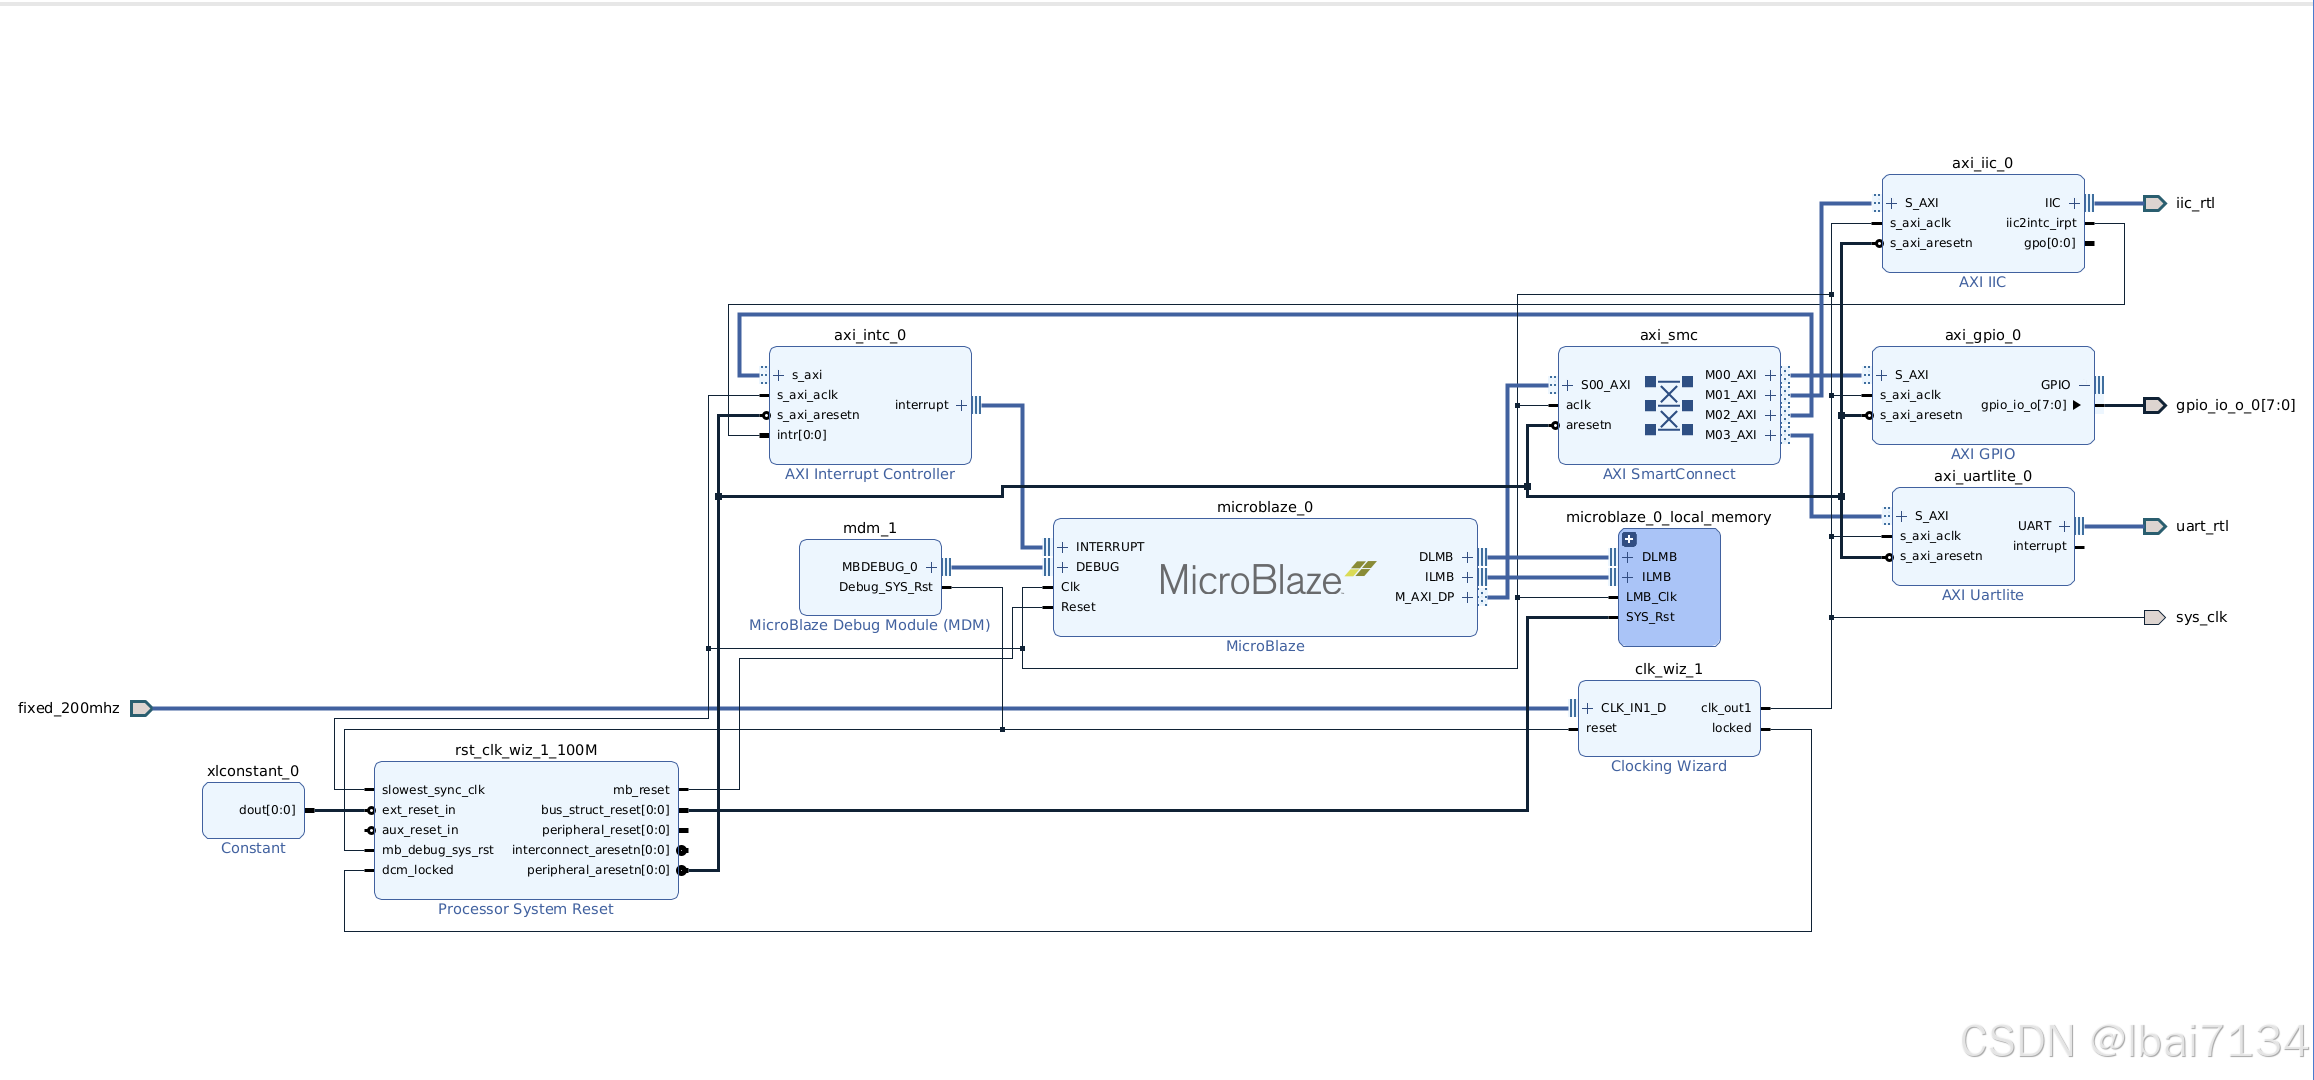 axi_iic_0
S_AXI
s_axi_aclk
s_axi_aresetn
IIC
iic2intc_irpt
gpo[0:0]
AXI IIC
iic_rtl
axi_intc_0
s_axi
s_axi_aclk
s_axi_aresetn
intr[0:0]
interrupt
AXI Interrupt Controller
axi_smc
S00_AXI
aclk
aresetn
M00_AXI
M01_AXI
M02_AXI
M03_AXI
AXI SmartConnect
axi_gpio_0
S_AXI
s_axi_aclk
s_axi_aresetn
GPIO
gpio_io_o[7:0]
AXI GPIO
gpio_io_o_0[7:0]
axi_uartlite_0
S_AXI
s_axi_aclk
s_axi_aresetn
UART
interrupt
AXI Uartlite
uart_rtl
mdm_1
MBDEBUG_0
Debug_SYS_Rst
MicroBlaze Debug Module (MDM)
microblaze_0
INTERRUPT
DEBUG
Clk
Reset
MicroBlaze
DLMB
ILMB
M_AXI_DP
MicroBlaze
microblaze_0_local_memory
DLMB
ILMB
LMB_Clk
SYS_Rst
sys_clk
clk_wiz_1
CLK_IN1_D
reset
clk_out1
locked
Clocking Wizard
fixed_200mhz
xlconstant_0
dout[0:0]
Constant
rst_clk_wiz_1_100M
slowest_sync_clk
ext_reset_in
aux_reset_in
mb_debug_sys_rst
dcm_locked
mb_reset
bus_struct_reset[0:0]
peripheral_reset[0:0]
interconnect_aresetn[0:0]
peripheral_aresetn[0:0]
Processor System Reset
CSDN @lbai7134